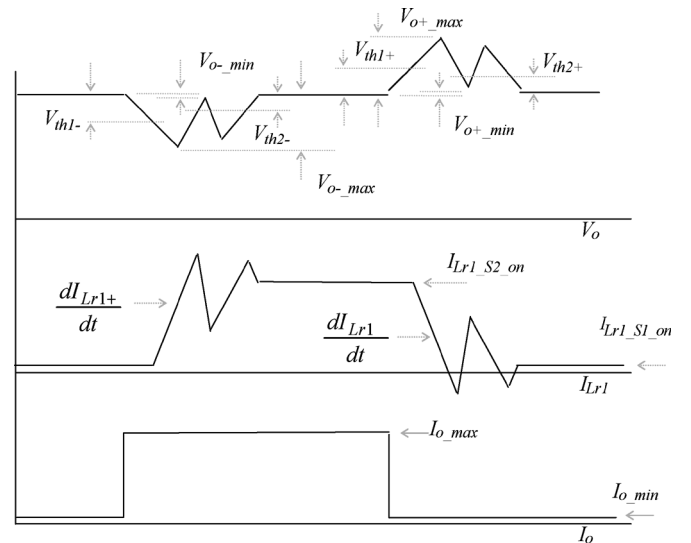 V_{o+_max}
V_{o-_min}
V_{th1+}
V_{th2+}
V_{th1-}
V_{th2-}
V_{o+_min}
V_{o-_max}
V_o
I_{Lr1_S2_on}
dI_{Lr1+}
dt
dI_{Lr1}
dt
I_{Lr1_S1_on}
I_{Lr1}
I_{o_max}
I_{o_min}
I_o